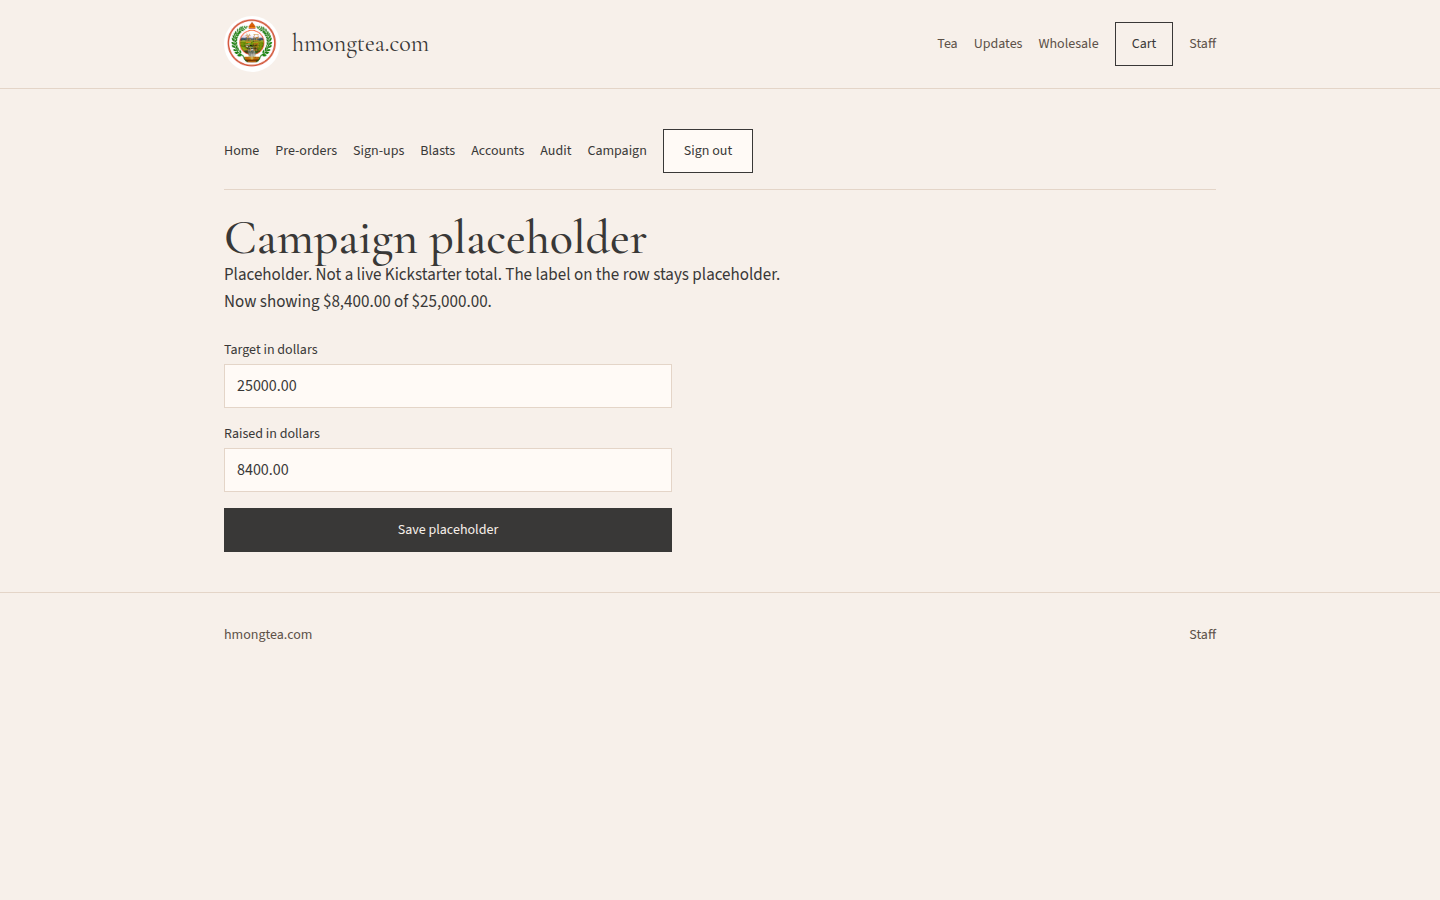 hmongtea.com
Tea
Updates
Wholesale
Cart
Staff
Home
Pre-orders
Sign-ups
Blasts
Accounts
Audit
Campaign
Sign out
Campaign placeholder
Placeholder. Not a live Kickstarter total. The label on the row stays placeholder.
Now showing $8,400.00 of $25,000.00.
Target in dollars
25000.00
Raised in dollars
8400.00
Save placeholder
hmongtea.com
Staff